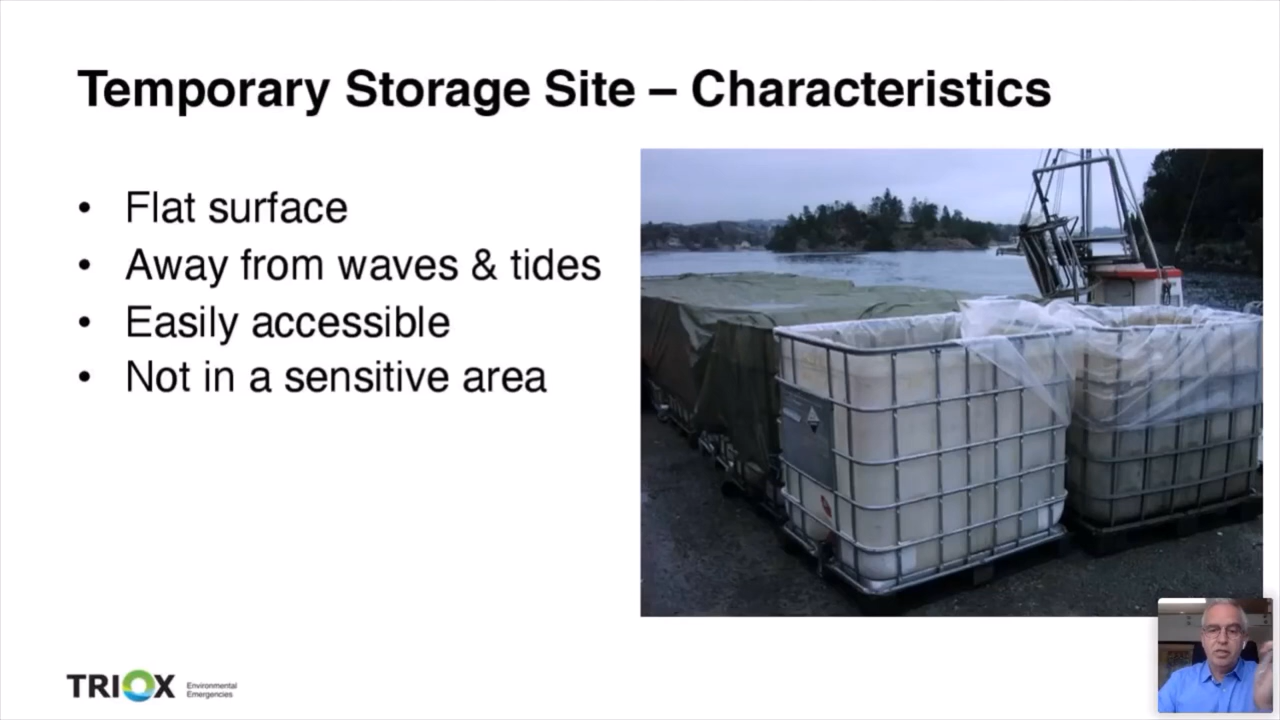 Temporary Storage Site – Characteristics
• Flat surface
• Away from waves & tides
• Easily accessible
• Not in a sensitive area
TRIOX Environmental
Emergencies